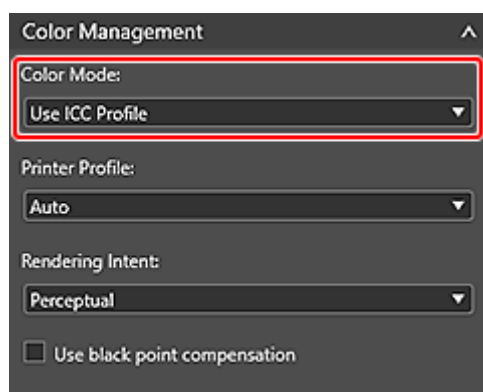 Color Management
Color Mode:
Use ICC Profile
Printer Profile:
Auto
Rendering Intent:
Perceptual
Use black point compensation